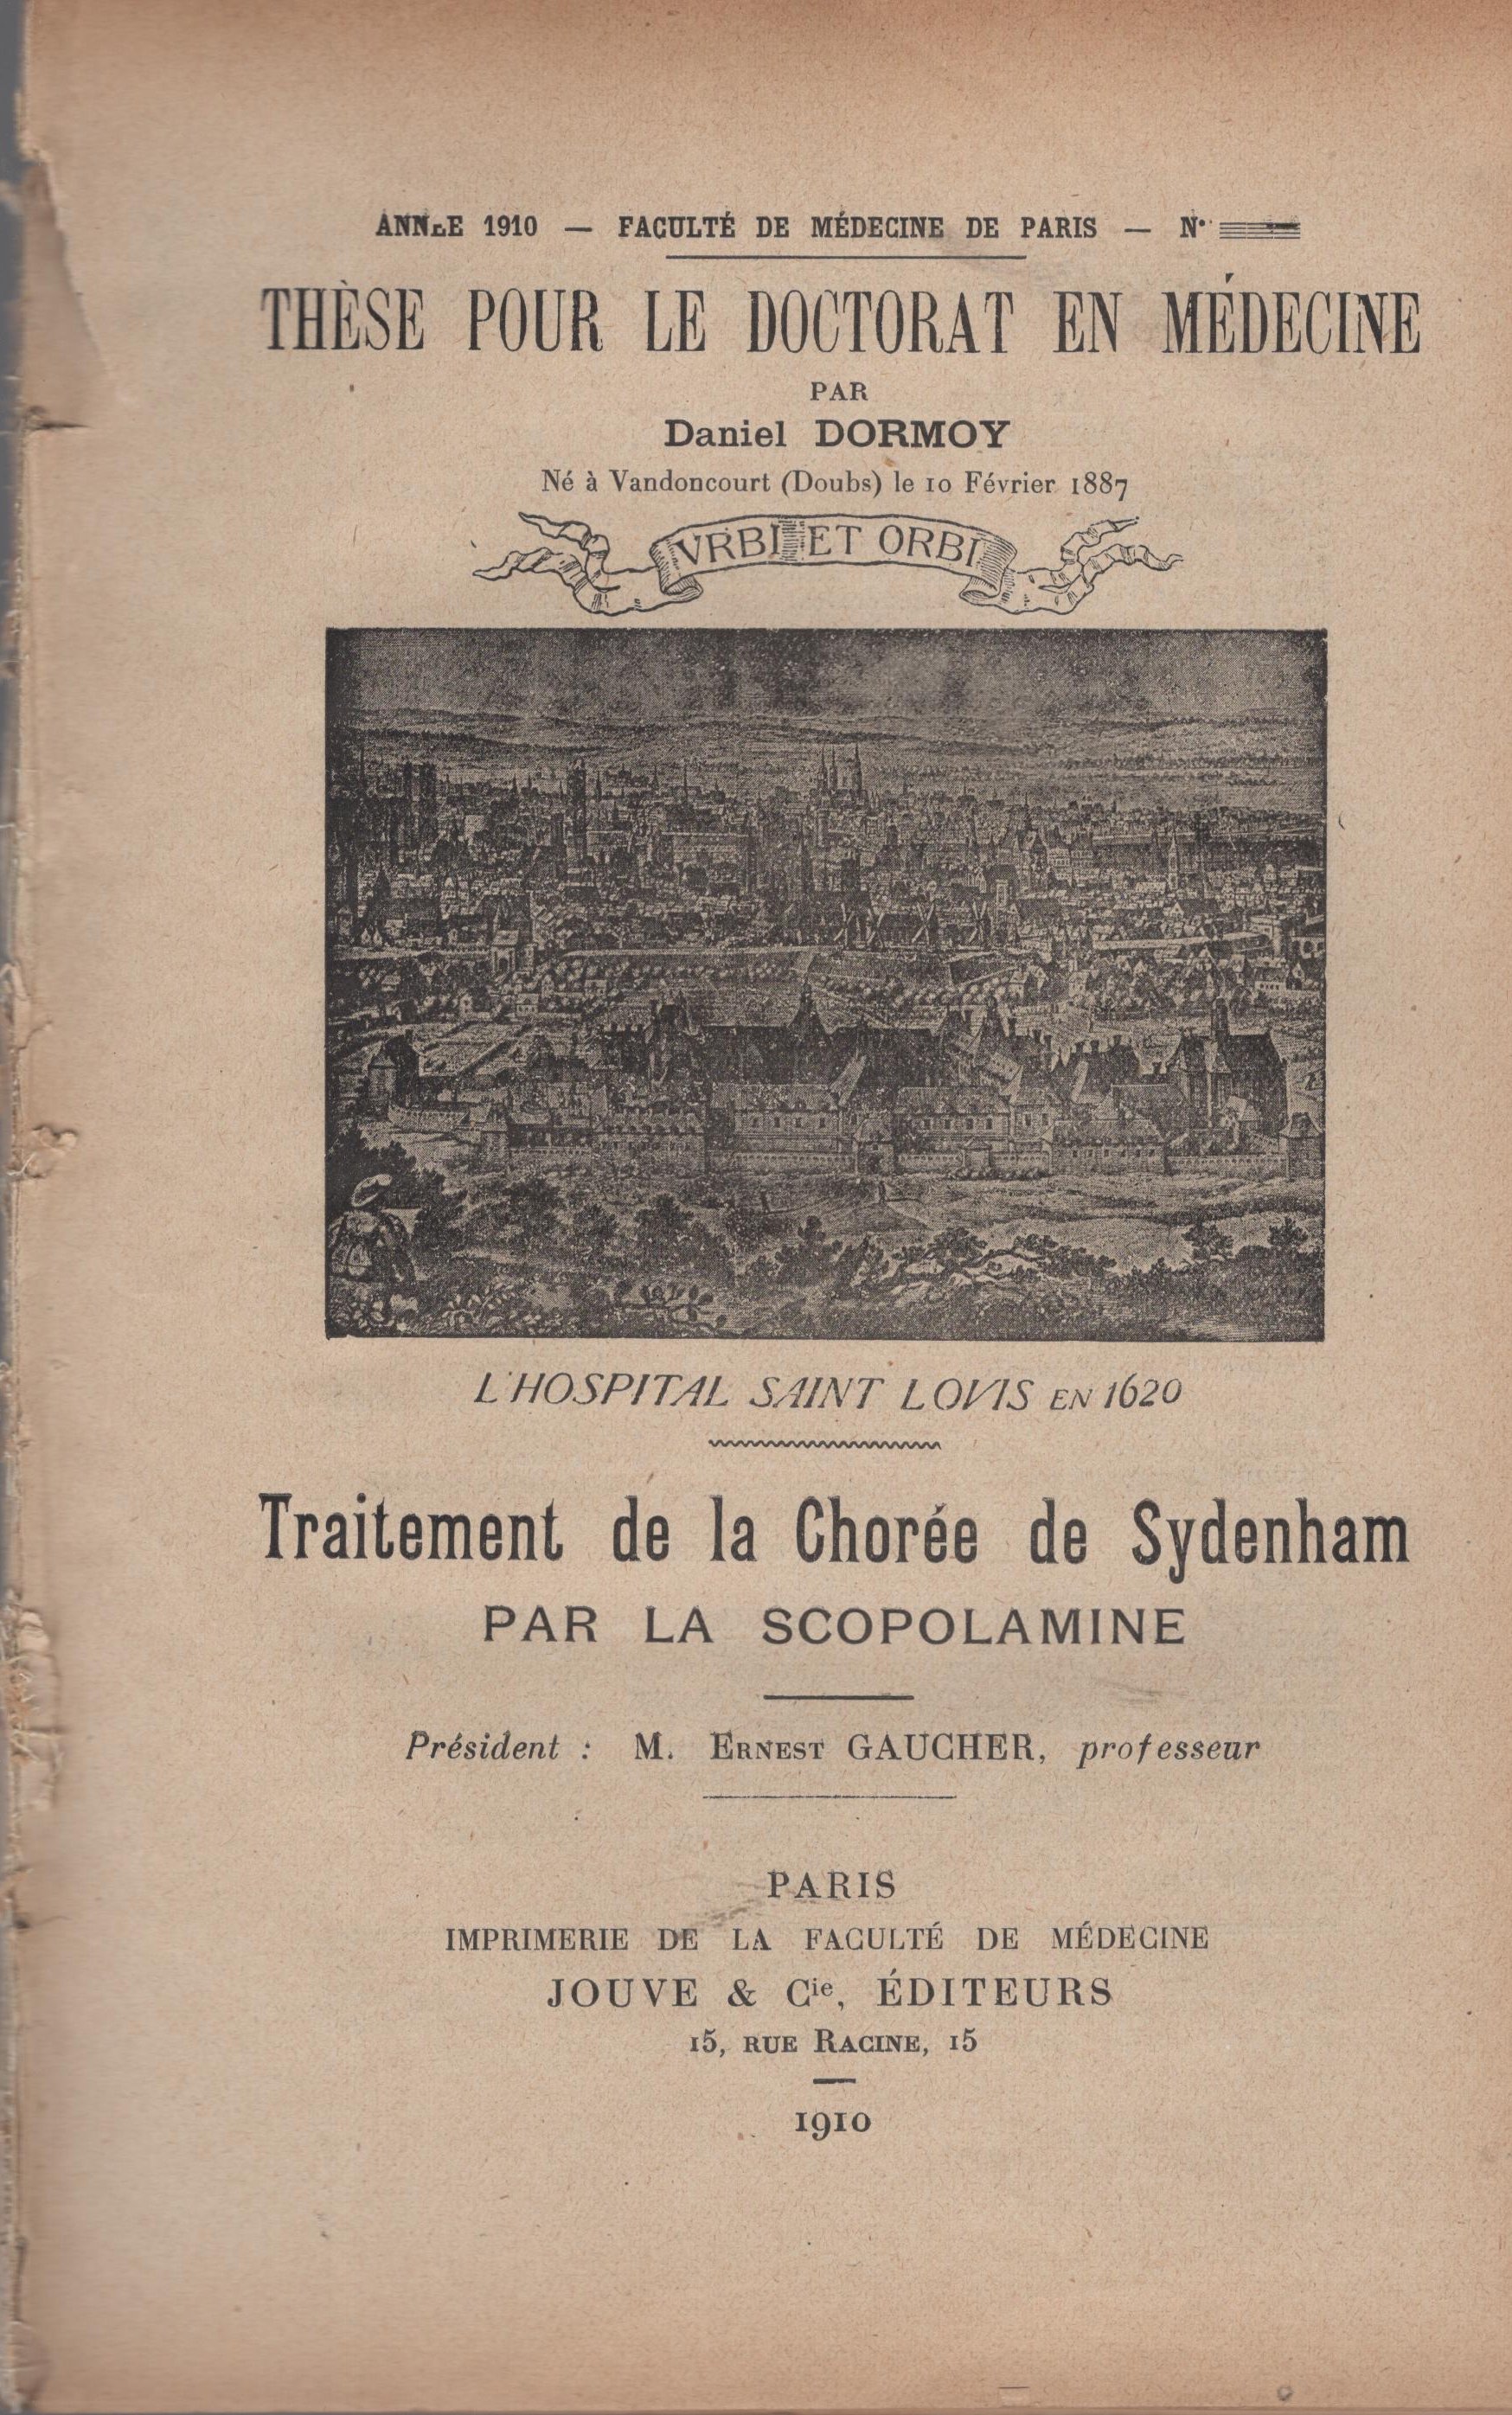 ANNÉE 1910 — FACULTÉ DE MÉDECINE DE PARIS — N°
THÈSE POUR LE DOCTORAT EN MÉDECINE
PAR
Daniel DORMOY
Né à Vandoncourt (Doubs) le 10 Février 1887
VRBI ET ORBI
L'HOSPITAL SAINT LOVIS EN 1620
Traitement de la Chorée de Sydenham
PAR LA SCOPOLAMINE
Président : M. ERNEST GAUCHER, professeur
PARIS
IMPRIMERIE DE LA FACULTÉ DE MÉDECINE
JOUVE & Cie, ÉDITEURS
15, RUE RACINE, 15
1910